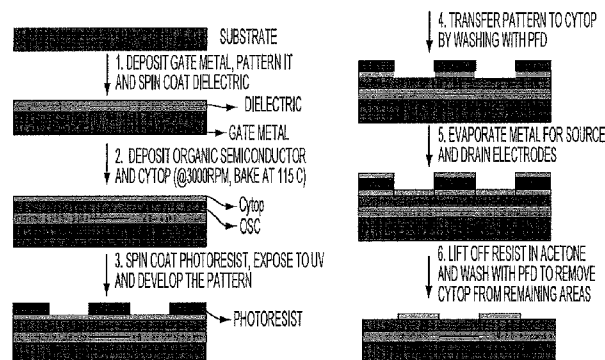 SUBSTRATE
1. DEPOSIT GATE METAL, PATTERN IT
AND SPIN COAT DIELECTRIC
DIELECTRIC
GATE METAL
2. DEPOSIT ORGANIC SEMICONDUCTOR
AND CYTOP (@3000RPM, BAKE AT 115 C)
Cytop
OSC
3. SPIN COAT PHOTORESIST, EXPOSE TO UV
AND DEVELOP THE PATTERN
PHOTORESIST
4. TRANSFER PATTERN TO CYTOP
BY WASHING WITH PFD
5. EVAPORATE METAL FOR SOURCE
AND DRAIN ELECTRODES
6. LIFT OFF RESIST IN ACETONE
AND WASH WITH PFD TO REMOVE
CYTOP FROM REMAINING AREAS